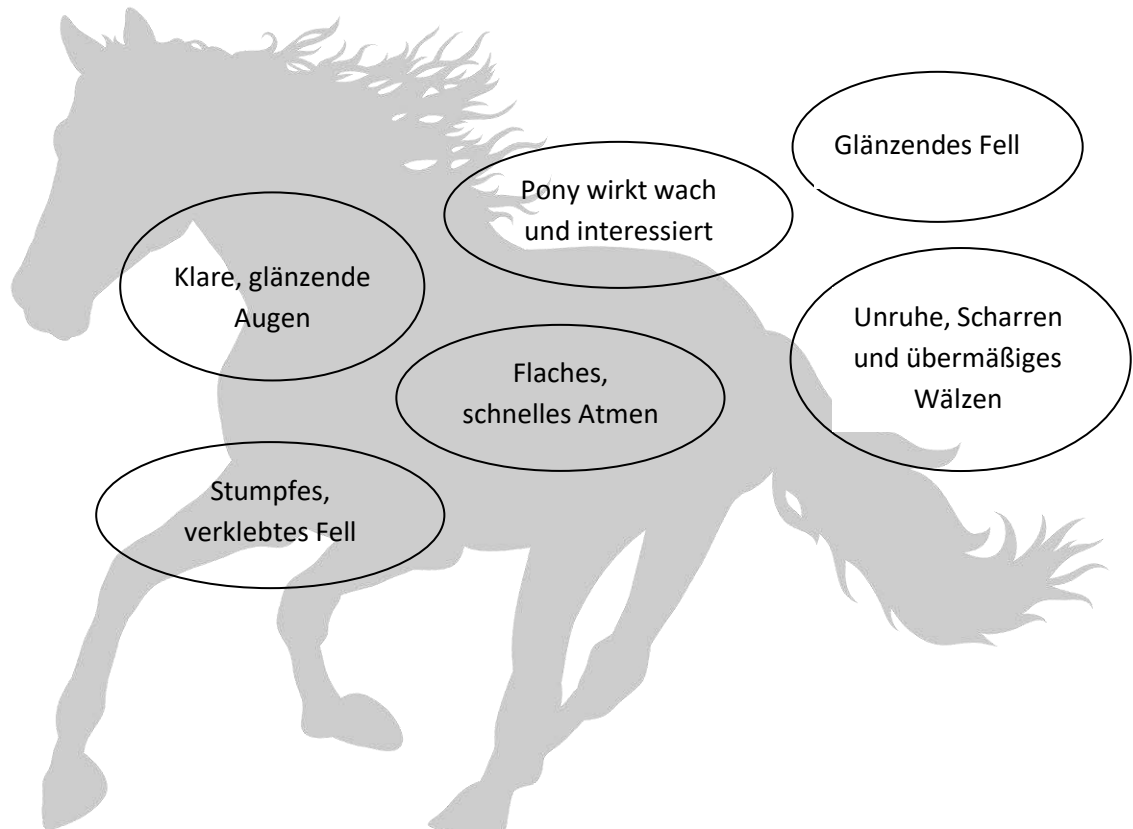 Glänzendes Fell
Pony wirkt wach
und interessiert
Klare, glänzende
Augen
Unruhe, Scharren
und übermäßiges
Wälzen
Flaches,
schnelles Atmen
Stumpfes,
verklebtes Fell